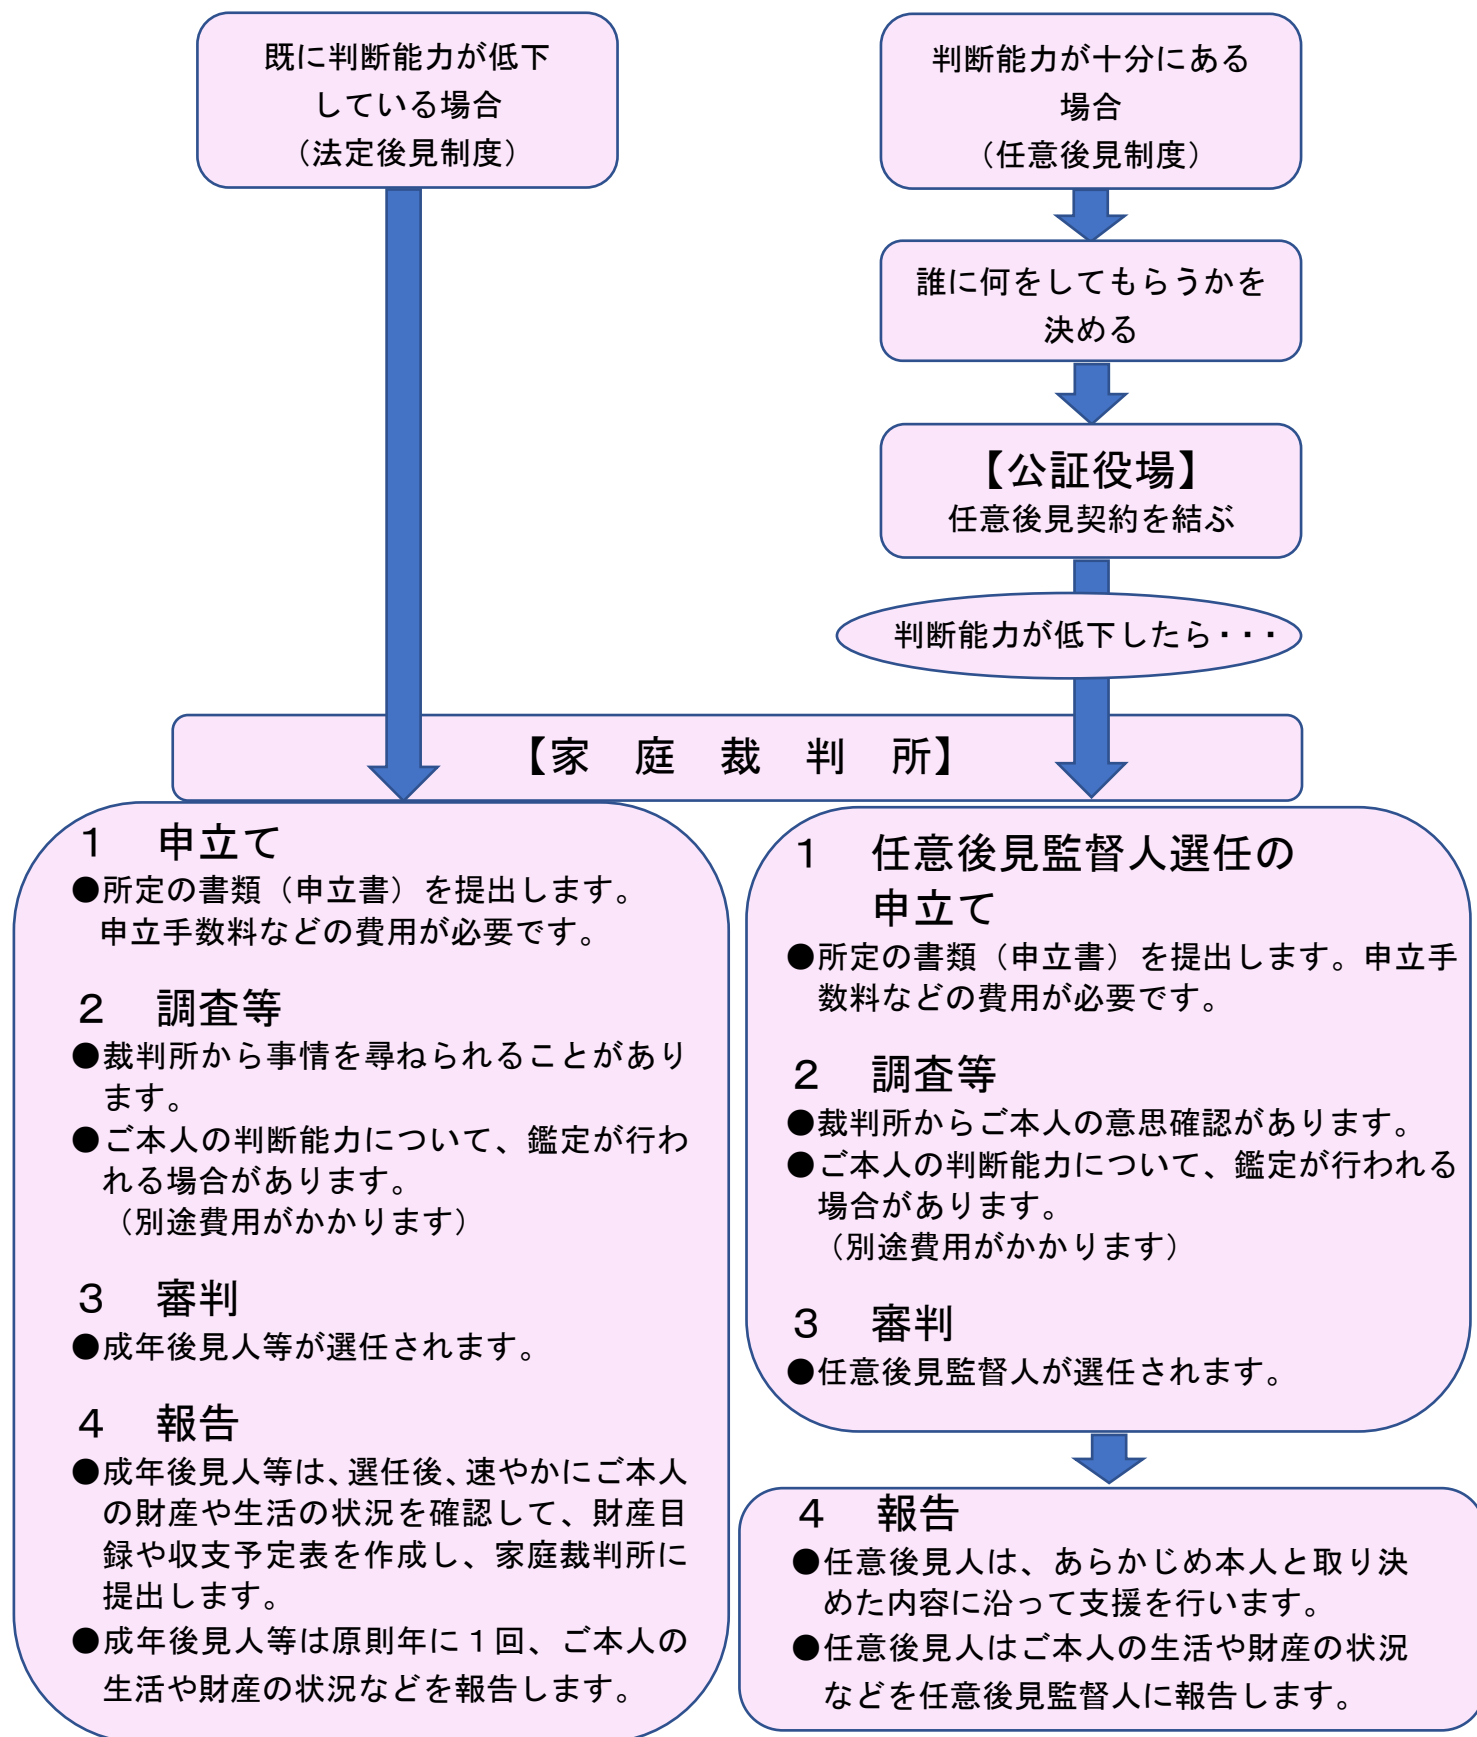 既に判断能力が低下
している場合
（法定後見制度）
判断能力が十分にある
場合
（任意後見制度）
誰に何をしてもらうかを
決める
【公証役場】
任意後見契約を結ぶ
判断能力が低下したら・・・
【家　庭　裁　判　所】
１　申立て
●所定の書類（申立書）を提出します。
申立手数料などの費用が必要です。
２　調査等
●裁判所から事情を尋ねられることがあり
ます。
●ご本人の判断能力について、鑑定が行わ
れる場合があります。
（別途費用がかかります）
３　審判
●成年後見人等が選任されます。
４　報告
●成年後見人等は、選任後、速やかにご本人
の財産や生活の状況を確認して、財産目
録や収支予定表を作成し、家庭裁判所に
提出します。
●成年後見人等は原則年に１回、ご本人の
生活や財産の状況などを報告します。
１　任意後見監督人選任の
申立て
●所定の書類（申立書）を提出します。申立手
数料などの費用が必要です。
２　調査等
●裁判所からご本人の意思確認があります。
●ご本人の判断能力について、鑑定が行われる
場合があります。
（別途費用がかかります）
３　審判
●任意後見監督人が選任されます。
４　報告
●任意後見人は、あらかじめ本人と取り決
めた内容に沿って支援を行います。
●任意後見人はご本人の生活や財産の状況
などを任意後見監督人に報告します。